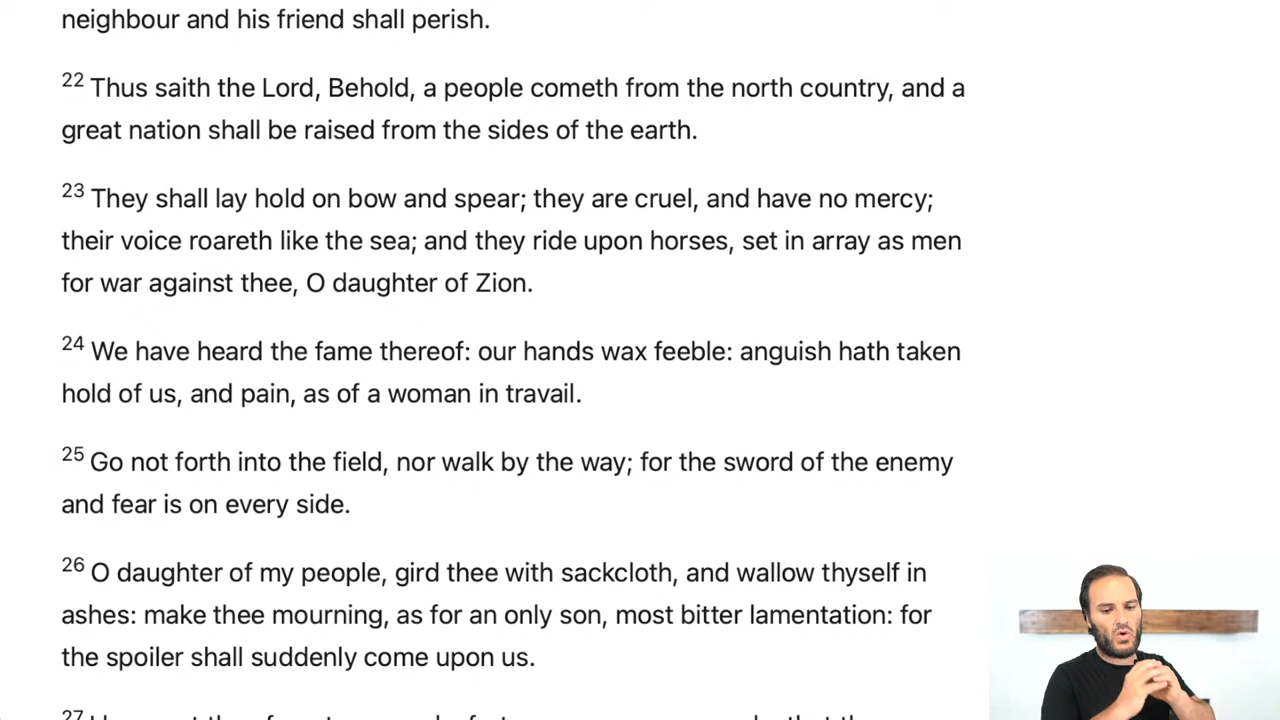 neighbour and his friend shall perish.
22 Thus saith the Lord, Behold, a people cometh from the north country, and a
great nation shall be raised from the sides of the earth.
23 They shall lay hold on bow and spear; they are cruel, and have no mercy;
their voice roareth like the sea; and they ride upon horses, set in array as men
for war against thee, O daughter of Zion.
24 We have heard the fame thereof: our hands wax feeble: anguish hath taken
hold of us, and pain, as of a woman in travail.
25 Go not forth into the field, nor walk by the way; for the sword of the enemy
and fear is on every side.
26 O daughter of my people, gird thee with sackcloth, and wallow thyself in
ashes: make thee mourning, as for an only son, most bitter lamentation: for
the spoiler shall suddenly come upon us.
27